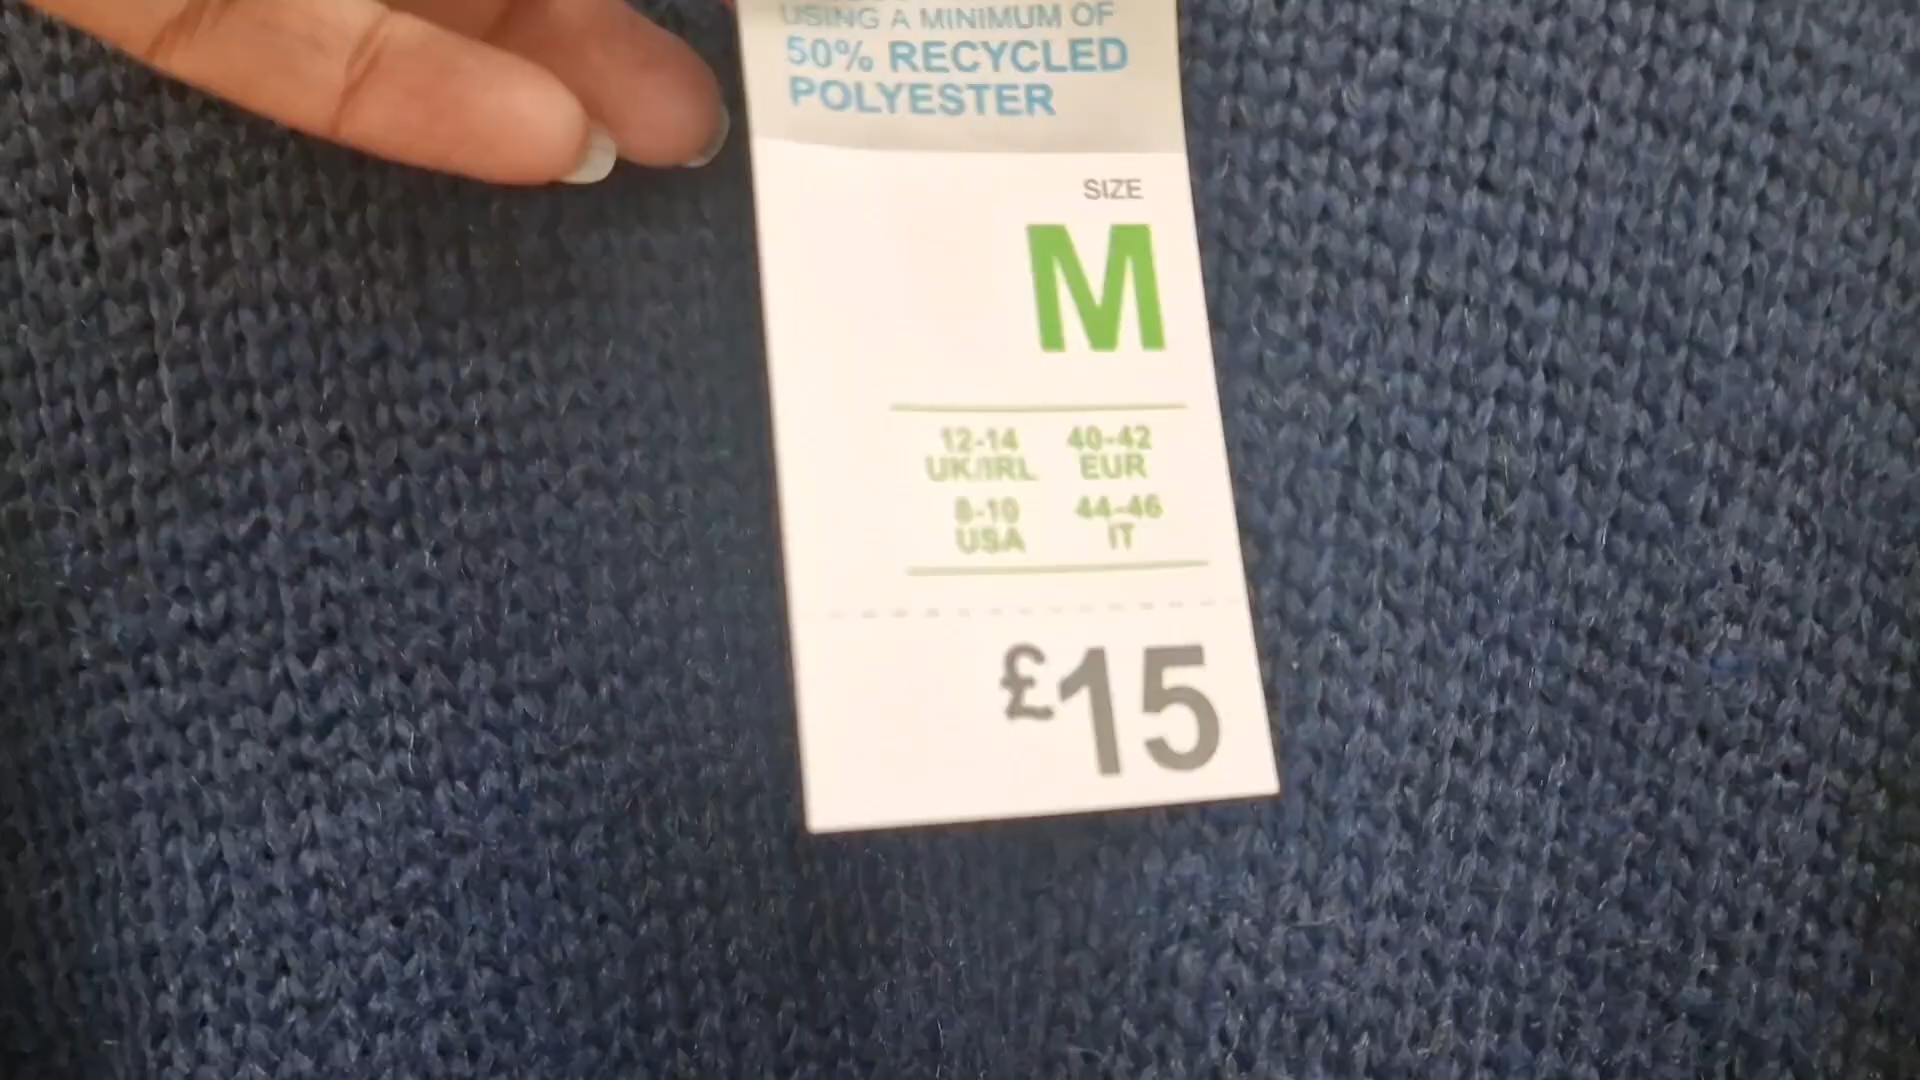 USING A MINIMUM OF
50% RECYCLED
POLYESTER
SIZE
M
12-14 40-42
UK/IRL EUR
8-10 44-46
USA IT
£15